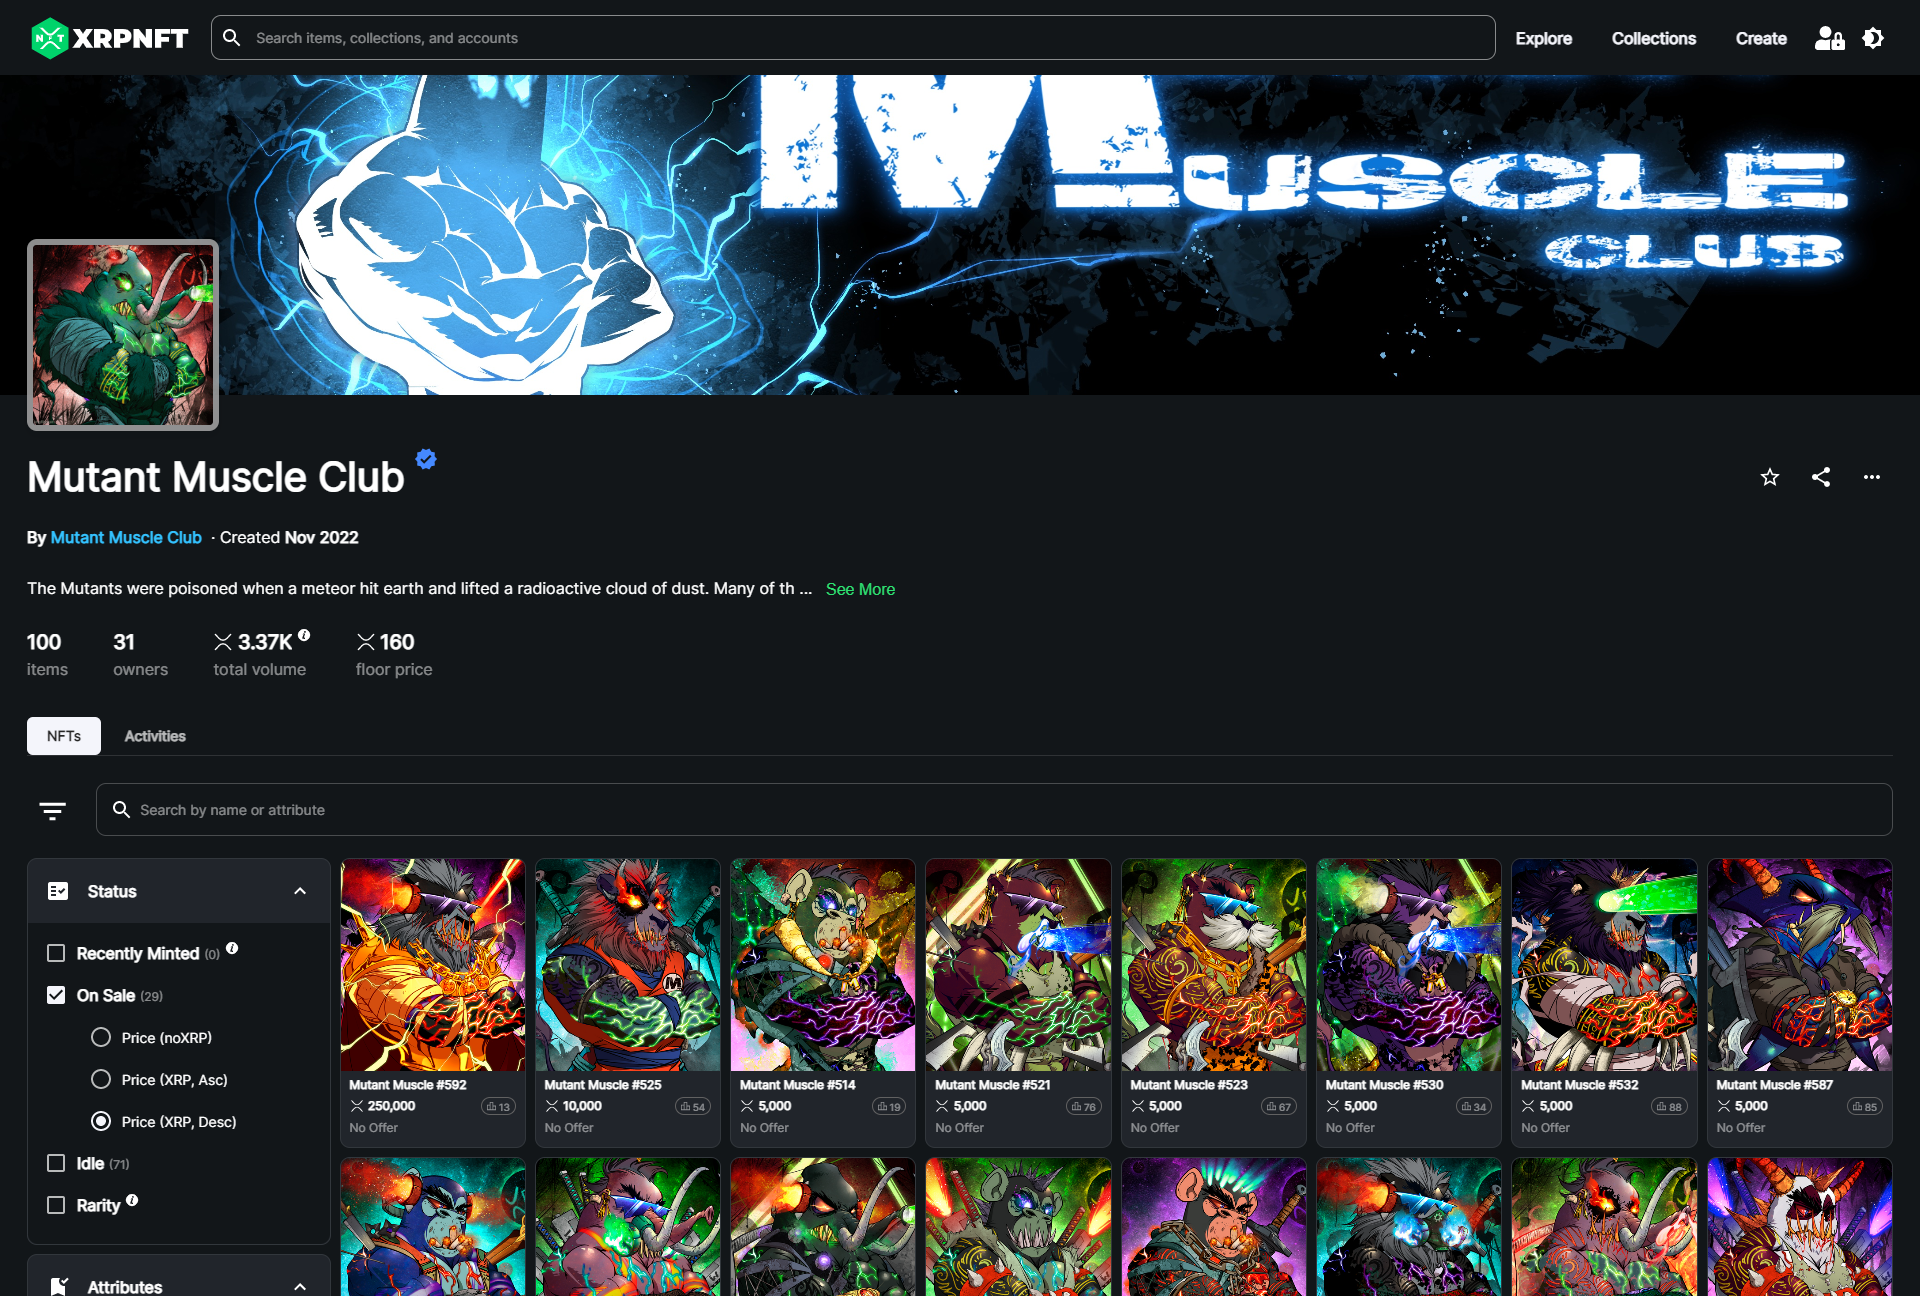 NFT XRPNFT
Search items, collections, and accounts
Explore
Collections
Create
MUSCLE
CLUB
Mutant Muscle Club
By Mutant Muscle Club · Created Nov 2022
The Mutants were poisoned when a meteor hit earth and lifted a radioactive cloud of dust. Many of th ... See More
100
items
31
owners
3.37K
total volume
160
floor price
NFTs
Activities
Search by name or attribute
Status
Recently Minted (0)
On Sale (29)
Price (noXRP)
Price (XRP, Asc)
Price (XRP, Desc)
Idle (71)
Rarity
Attributes
M
Mutant Muscle #592
250,000 13
No Offer
Mutant Muscle #525
10,000 54
No Offer
Mutant Muscle #514
5,000 19
No Offer
Mutant Muscle #521
5,000 76
No Offer
Mutant Muscle #523
5,000 67
No Offer
Mutant Muscle #530
5,000 34
No Offer
Mutant Muscle #532
5,000 88
No Offer
Mutant Muscle #587
5,000 85
No Offer